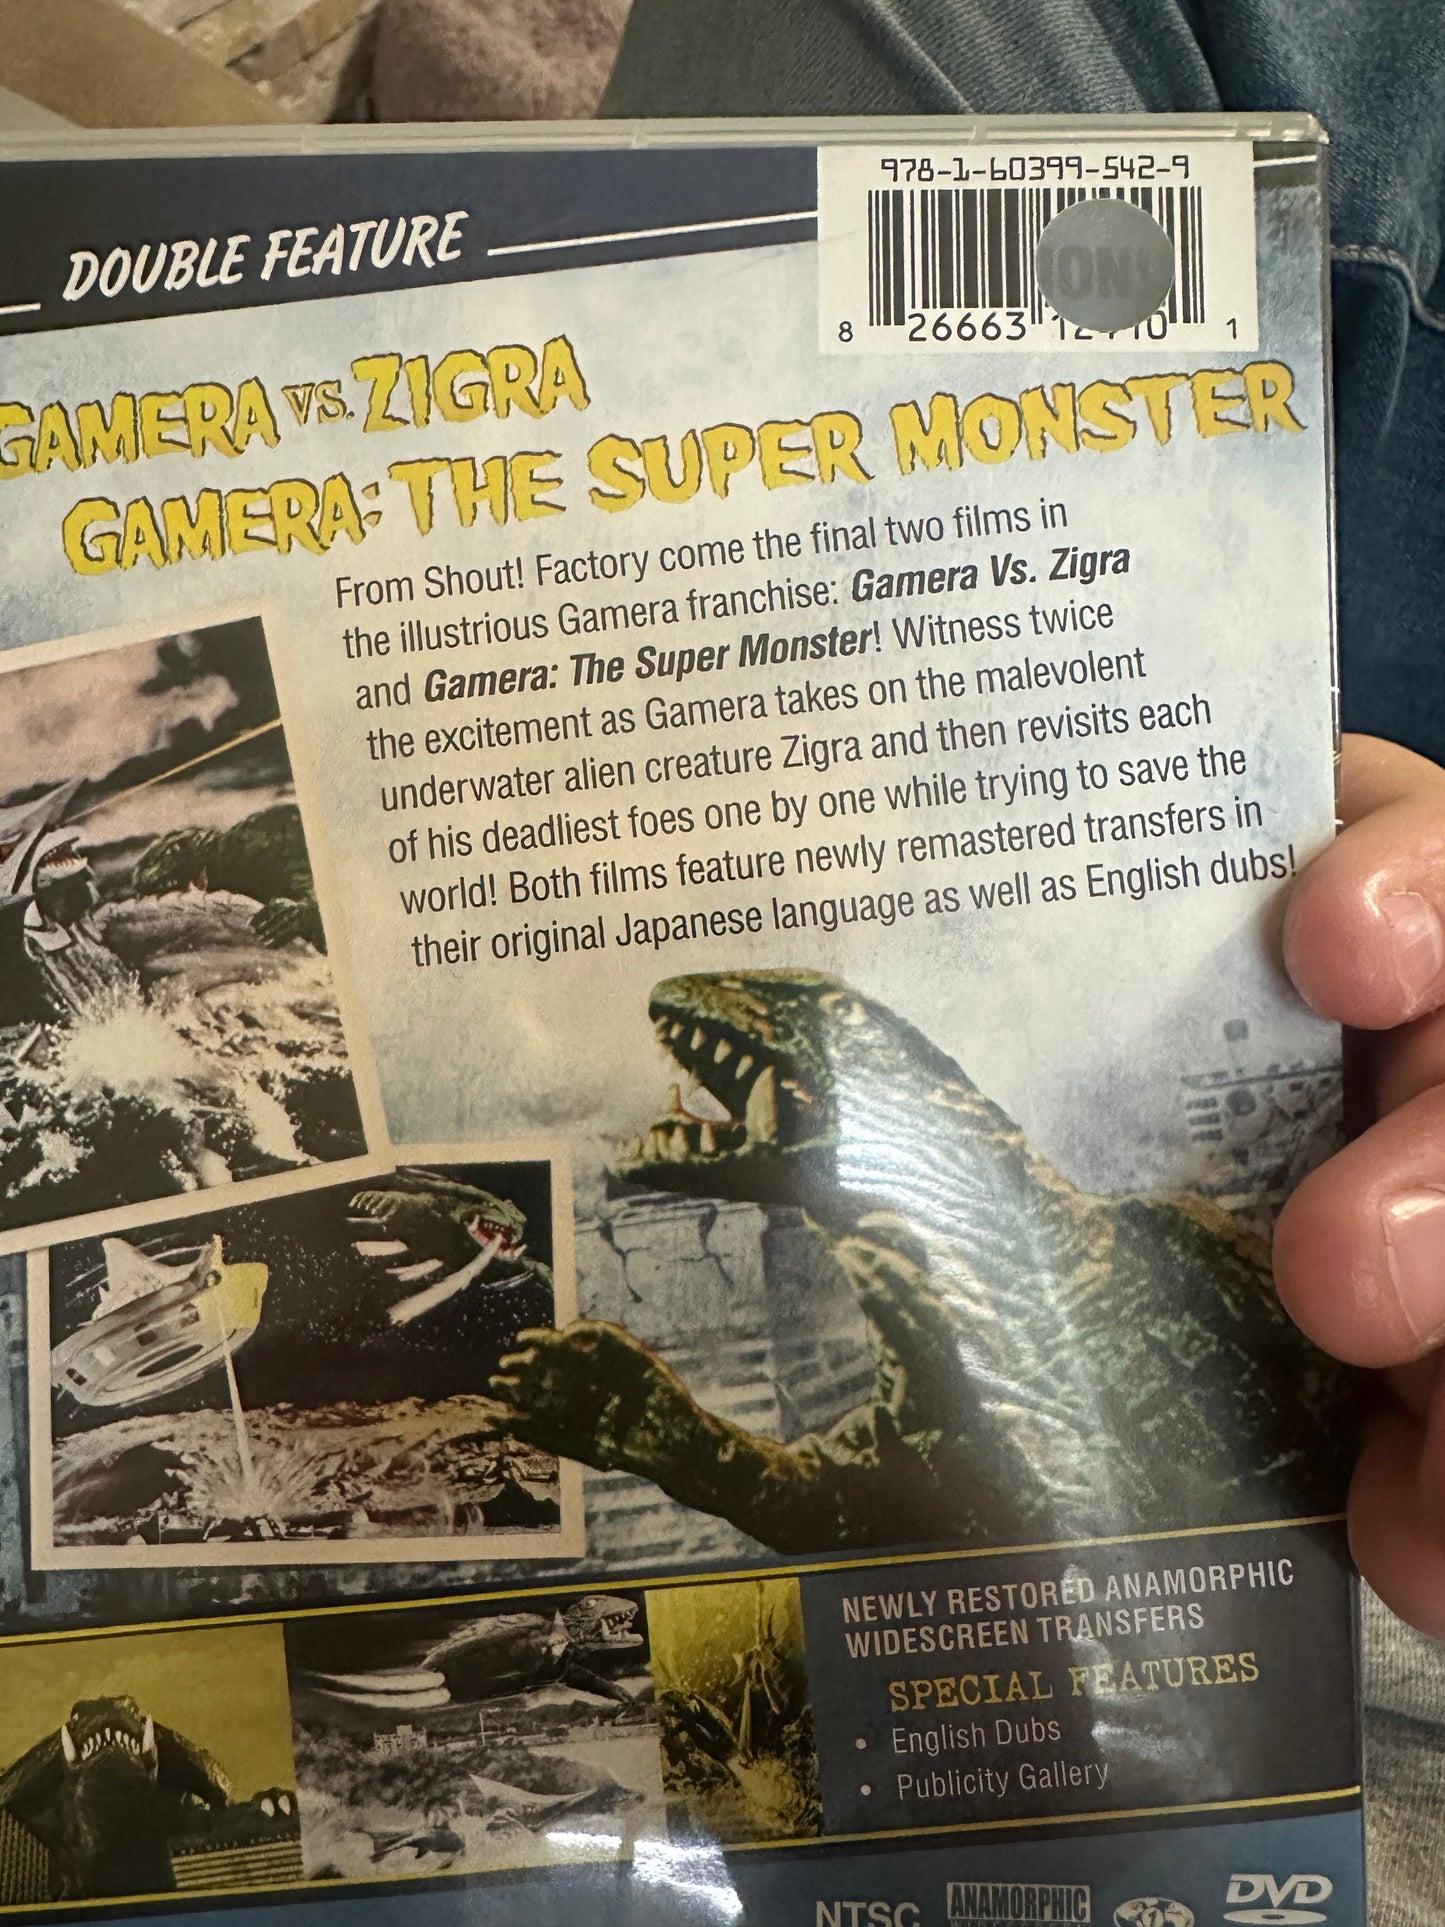 978-1-60399-542-9
ON!
8 26663 1
DOUBLE FEATURE
GAMERA VS. ZIGRA
GAMERA: THE SUPER MONSTER
From Shout! Factory come the final two films in
the illustrious Gamera franchise: Gamera Vs. Zigra
and Gamera: The Super Monster! Witness twice
the excitement as Gamera takes on the malevolent
underwater alien creature Zigra and then revisits each
of his deadliest foes one by one while trying to save the
world! Both films feature newly remastered transfers in
their original Japanese language as well as English dubs!
NEWLY RESTORED ANAMORPHIC
WIDESCREEN TRANSFERS
SPECIAL FEATURES
• English Dubs
• Publicity Gallery
NTSC ANAMORPHIC DVD